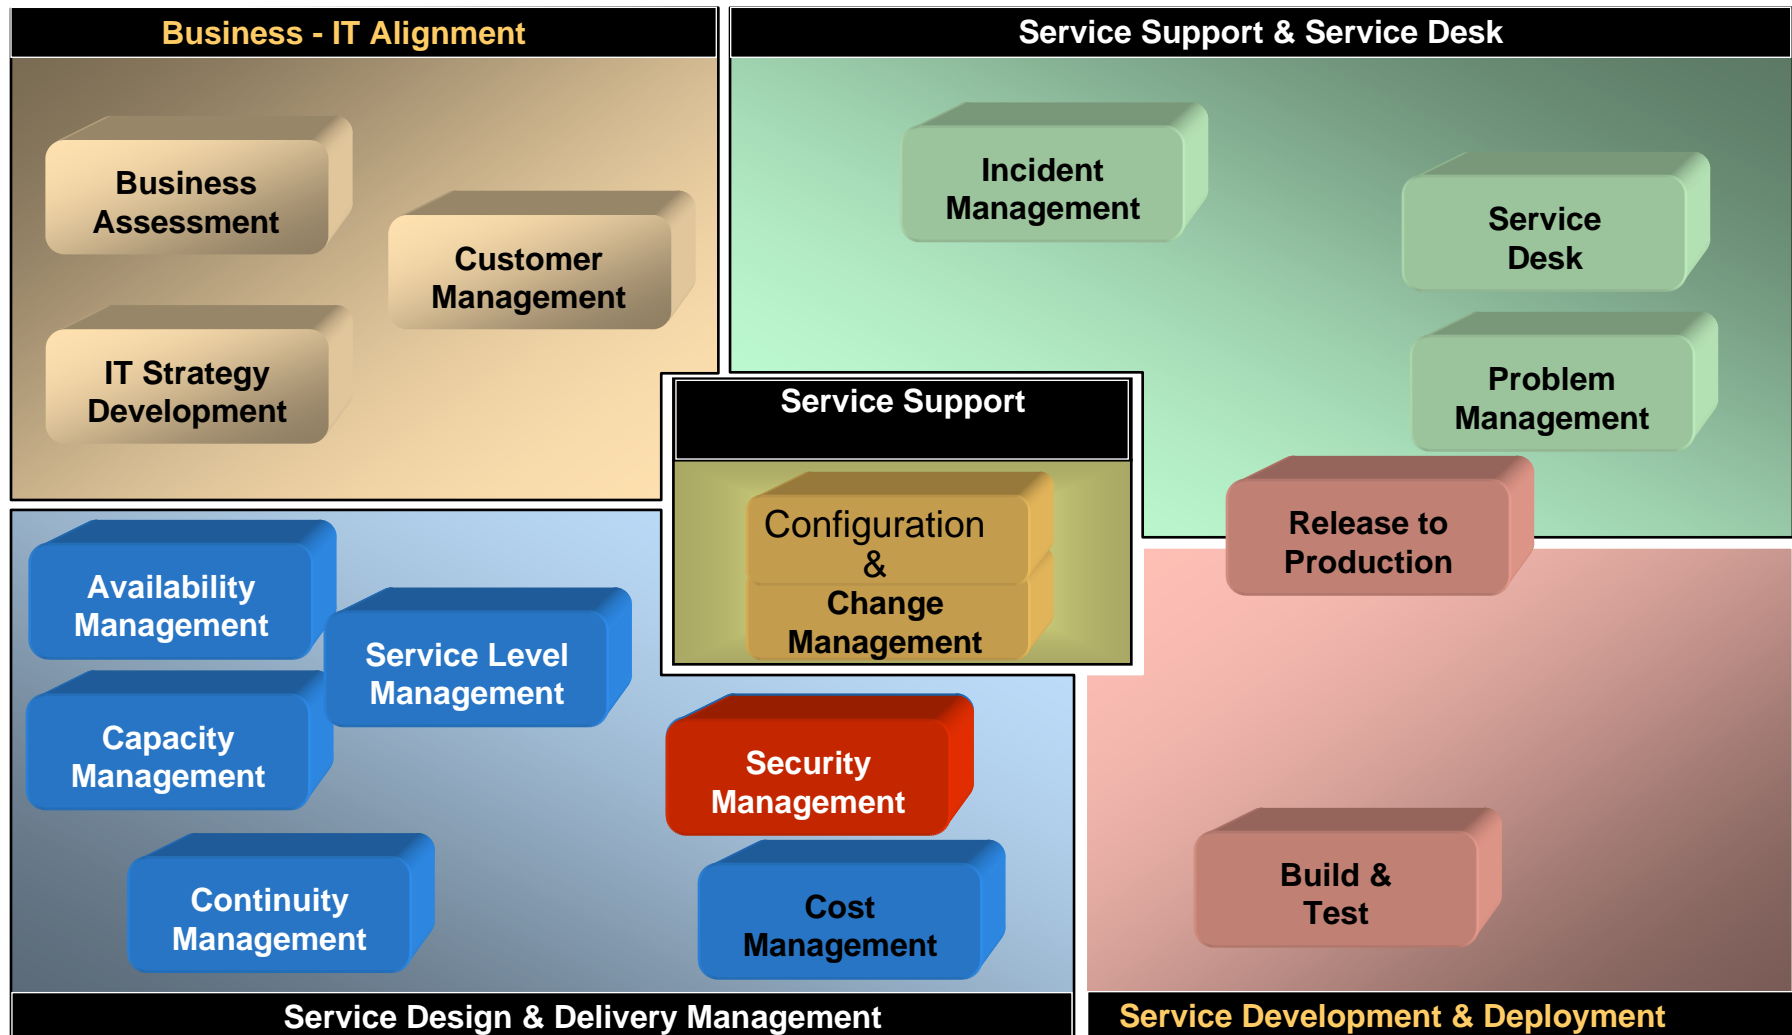 Business - IT Alignment
Service Support & Service Desk
Business
Assessment
Customer
Management
IT Strategy
Development
Incident
Management
Service
Desk
Problem
Management
Service Support
Configuration
&
Change
Management
Release to
Production
Availability
Management
Service Level
Management
Capacity
Management
Security
Management
Continuity
Management
Cost
Management
Build &
Test
Service Design & Delivery Management
Service Development & Deployment